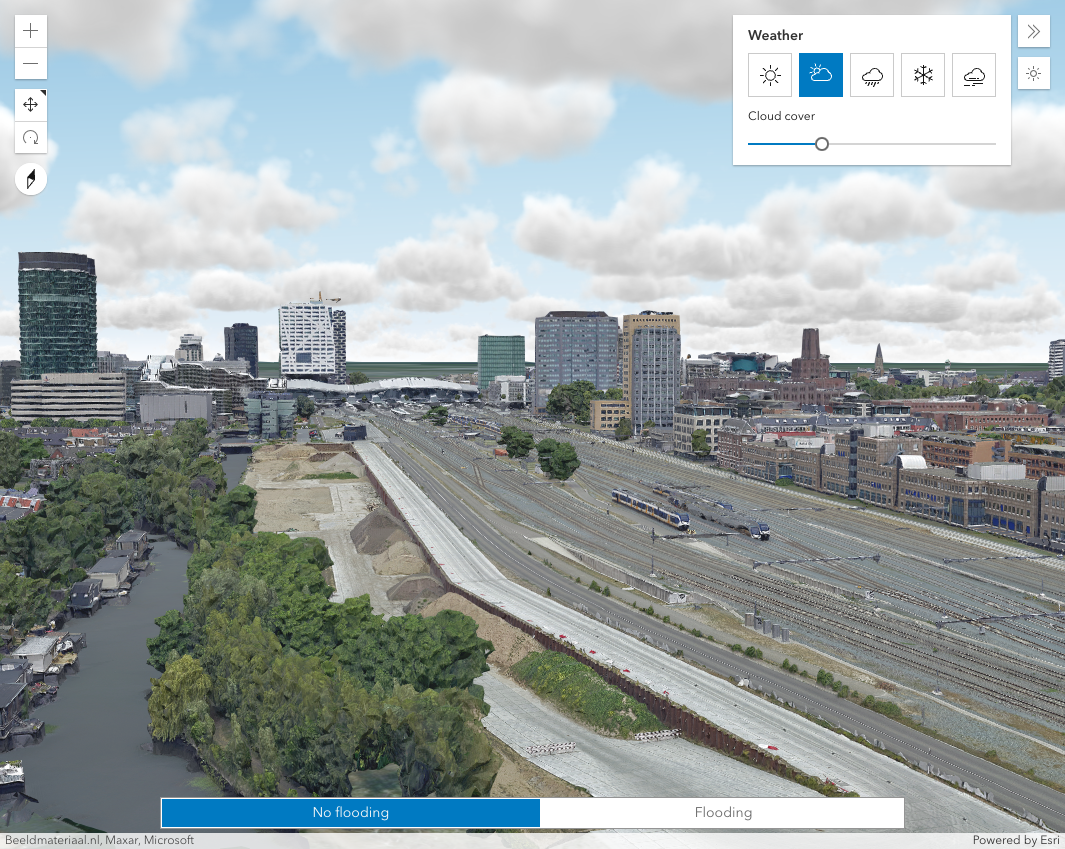 Weather
Cloud cover
No flooding
Flooding
Beeldmateriaal.nl, Maxar, Microsoft
Powered by Esri